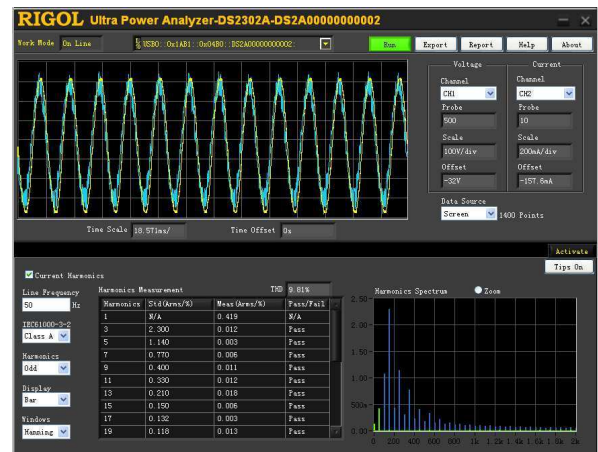 RIGOL Ultra Power Analyzer-DS2302A-DS2A00000000002
Work Mode On Line USB0::0x1AB1::0x04B0::DS2A00000000002: Run Export Report Help About
Voltage Current
Channel Channel
CH1 CH2
Probe Probe
500 10
Scale Scale
100V/div 200mA/div
Offset Offset
-32V -157.6mA
Data Source
Screen 1400 Points
Time Scale 18.571ms/ Time Offset 0s
Activate
Tips On
Current Harmonics
Line Frequency
50 Hz
IEC61000-3-2
Class A
Harmonics
Odd
Display
Bar
Windows
Hanning
Harmonics Measurement THD 9.81%
Harmonics Std(Arms/%) Meas(Arms/%) Pass/Fail
1 N/A 0.419 N/A
3 2.300 0.012 Pass
5 1.140 0.003 Pass
7 0.770 0.006 Pass
9 0.400 0.011 Pass
11 0.330 0.012 Pass
13 0.210 0.018 Pass
15 0.150 0.006 Pass
17 0.132 0.003 Pass
19 0.118 0.013 Pass
Harmonics Spectrum Zoom
2.50
2.00
1.50
1.00
500m
0.00
0 200 400 600 800 1k 1.2k 1.4k 1.6k 1.8k 2k